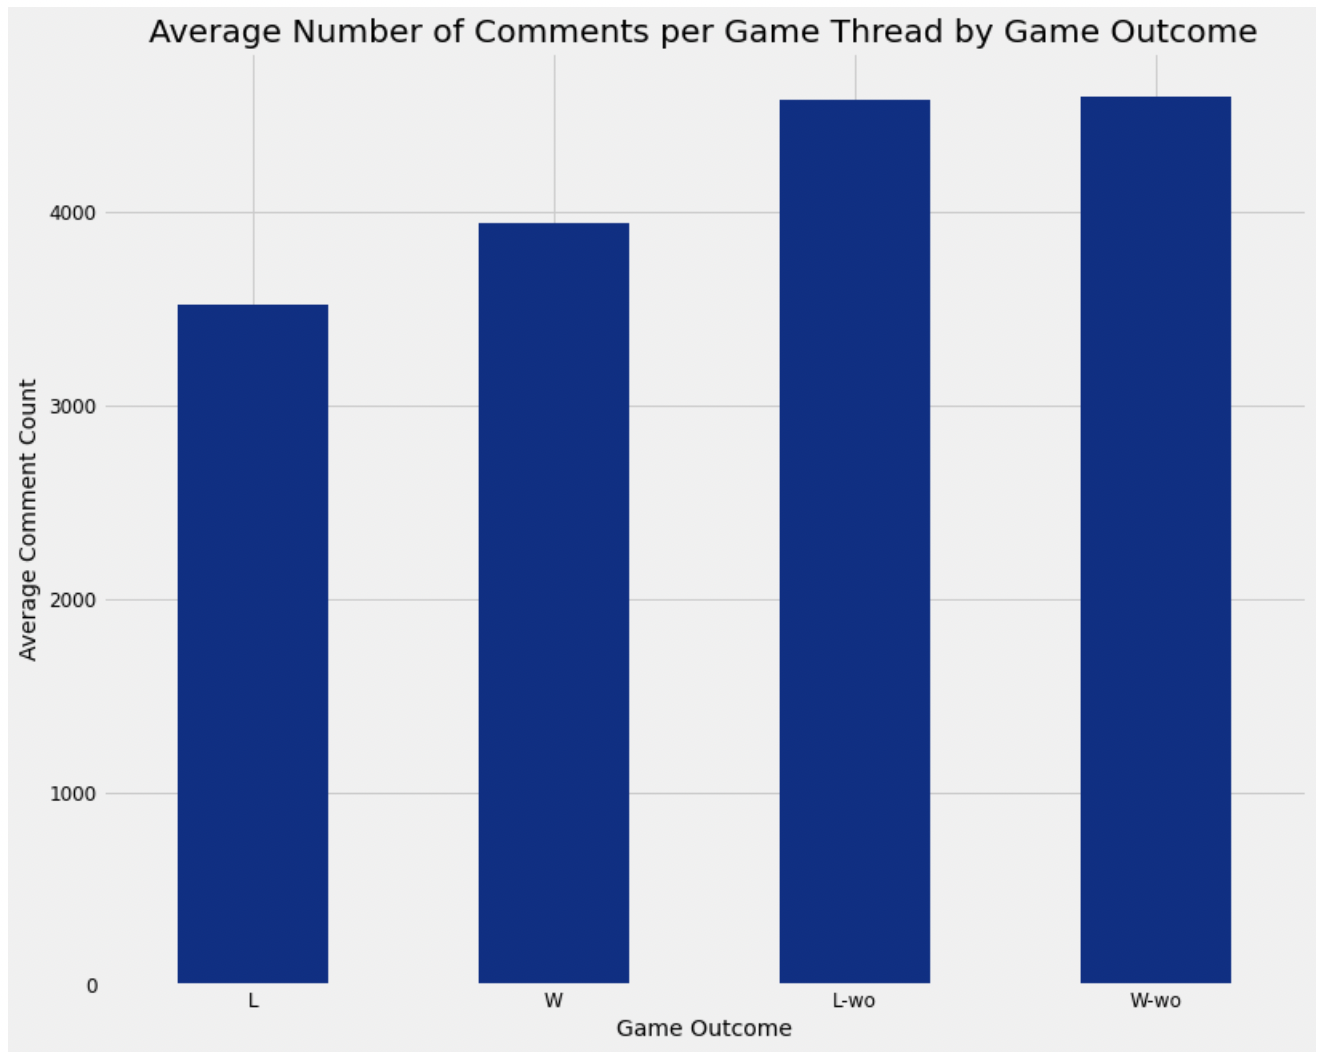 Average Number of Comments per Game Thread by Game Outcome
4000
3000
2000
1000
0
Average Comment Count
L W L-wo W-wo
Game Outcome